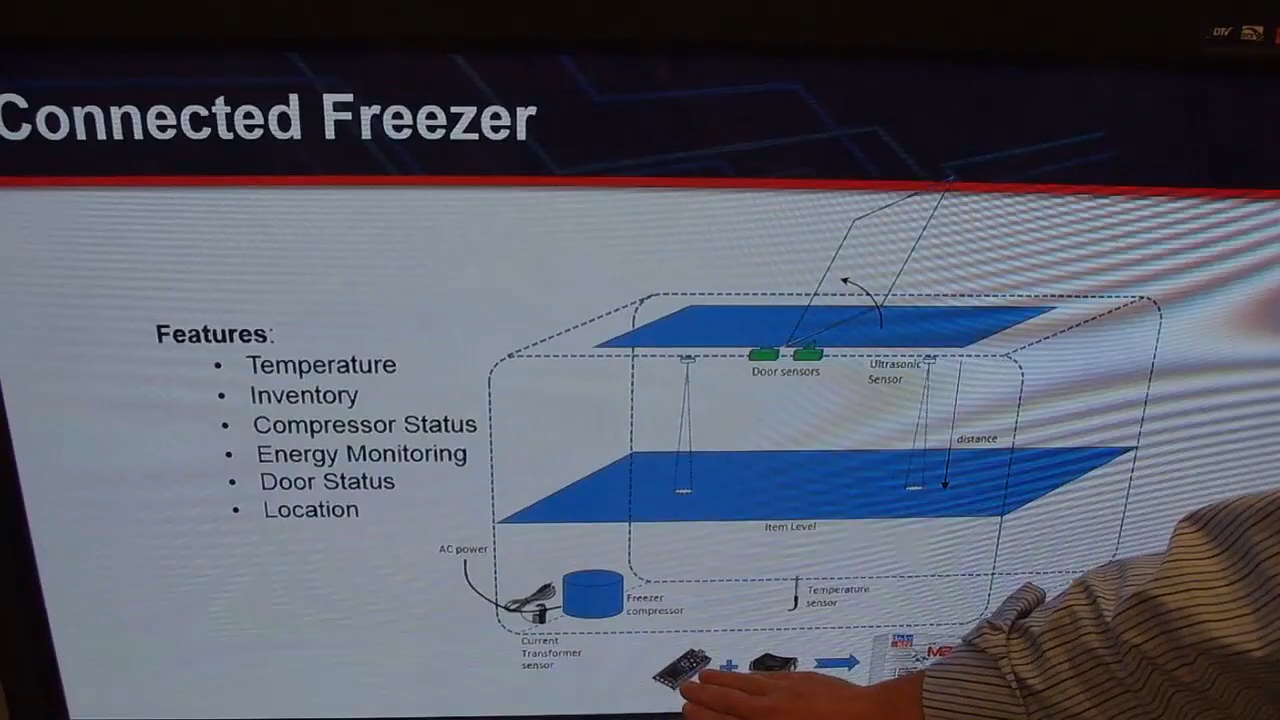 DTV
Connected Freezer
Features:
• Temperature
• Inventory
• Compressor Status
• Energy Monitoring
• Door Status
• Location
Door sensors
Ultrasonic
Sensor
distance
Item Level
AC power
Freezer
compressor
Temperature
sensor
Current
Transformer
sensor